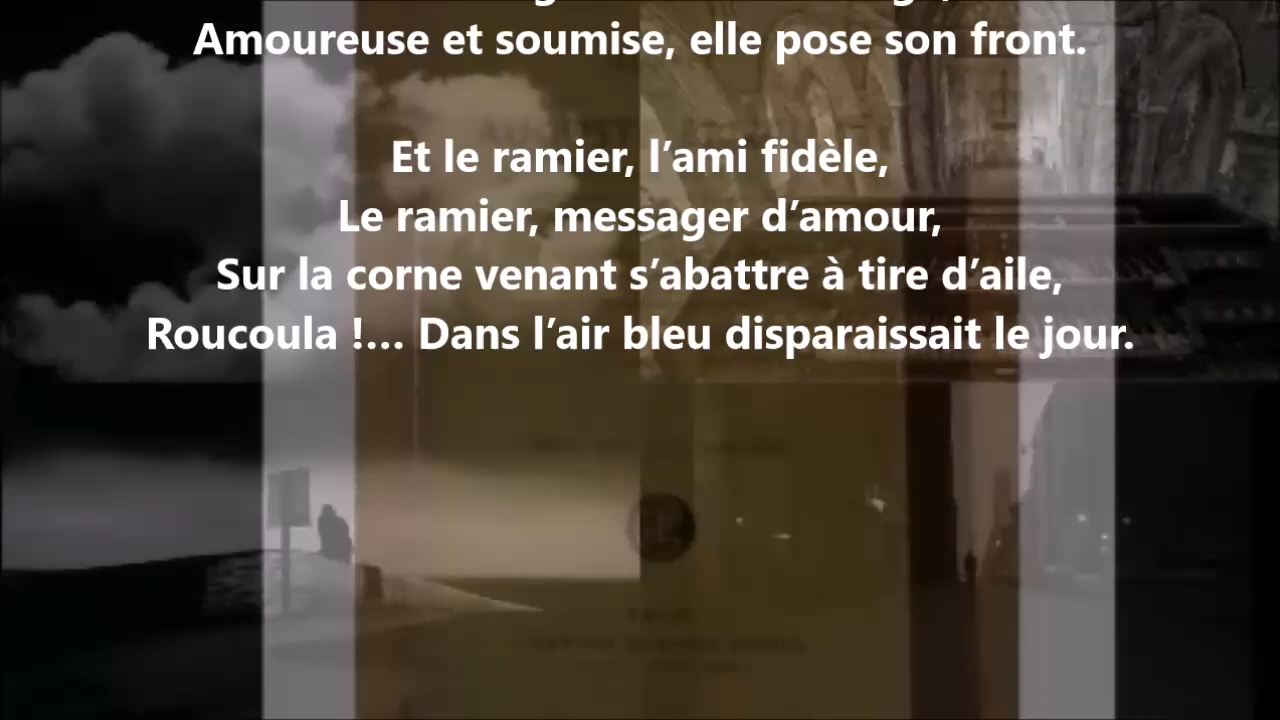 Amoureuse et soumise, elle pose son front.
Et le ramier, l’ami fidèle,
Le ramier, messager d’amour,
Sur la corne venant s’abattre à tire d’aile,
Roucoula !… Dans l’air bleu disparaissait le jour.